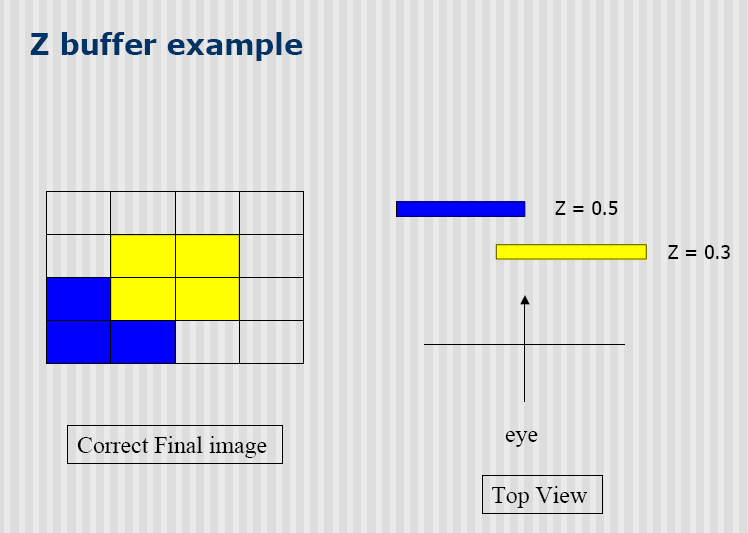 Z buffer example
Z = 0.5
Z = 0.3
Correct Final image
eye
Top View